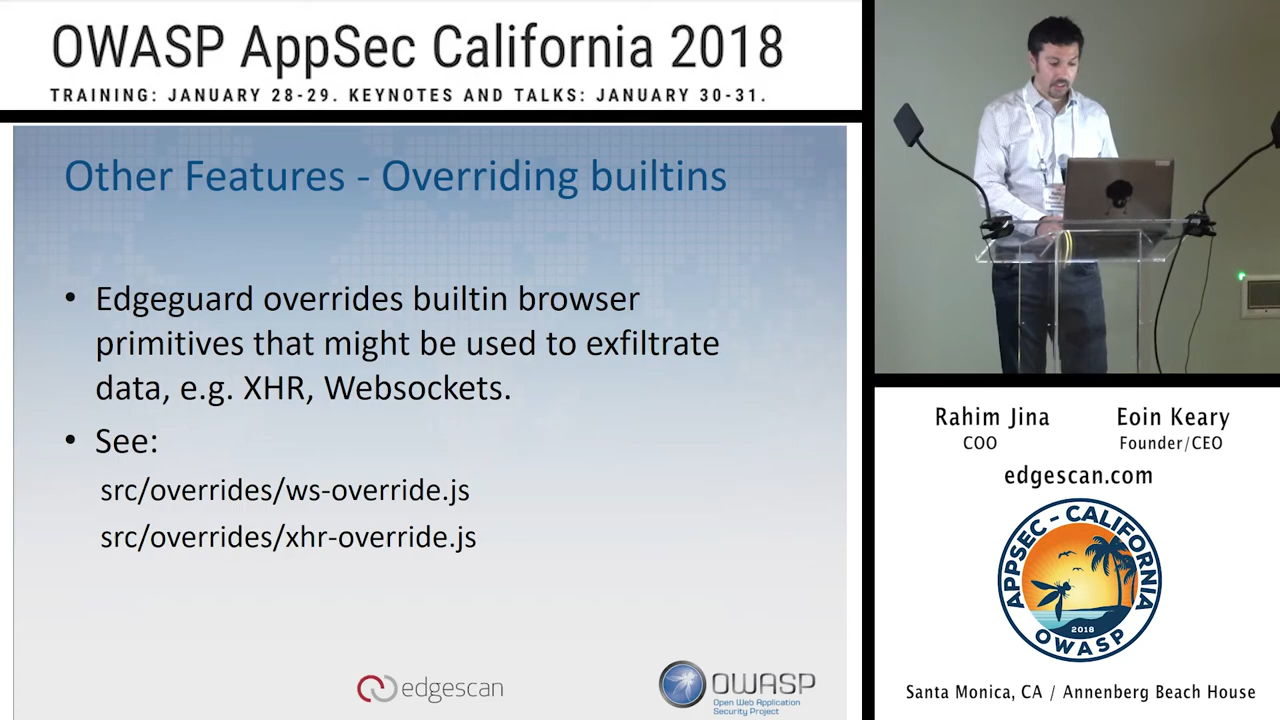 OWASP AppSec California 2018
TRAINING: JANUARY 28-29. KEYNOTES AND TALKS: JANUARY 30-31.
Other Features - Overriding builtins
• Edgeguard overrides builtin browser
primitives that might be used to exfiltrate
data, e.g. XHR, Websockets.
• See:
src/overrides/ws-override.js
src/overrides/xhr-override.js
edgescan
OWASP
Open Web Application
Security Project
Rahim Jina
COO
Eoin Keary
Founder/CEO
edgescan.com
APPSEC - CALIFORNIA
2018
OWASP
Santa Monica, CA / Annenberg Beach House